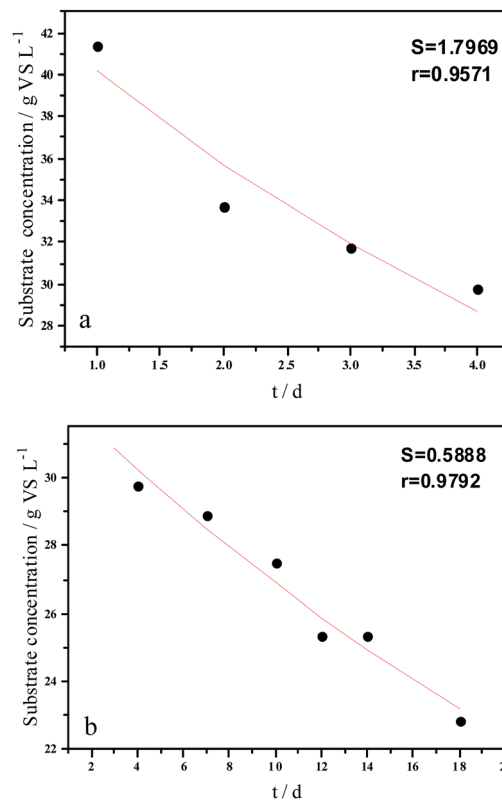 42
40
38
36
34
32
30
28
Substrate concentration / g VS L⁻¹
S=1.7969
r=0.9571
a
1.0 1.5 2.0 2.5 3.0 3.5 4.0
t / d
30
28
26
24
22
Substrate concentration / g VS L⁻¹
S=0.5888
r=0.9792
b
2 4 6 8 10 12 14 16 18
t / d